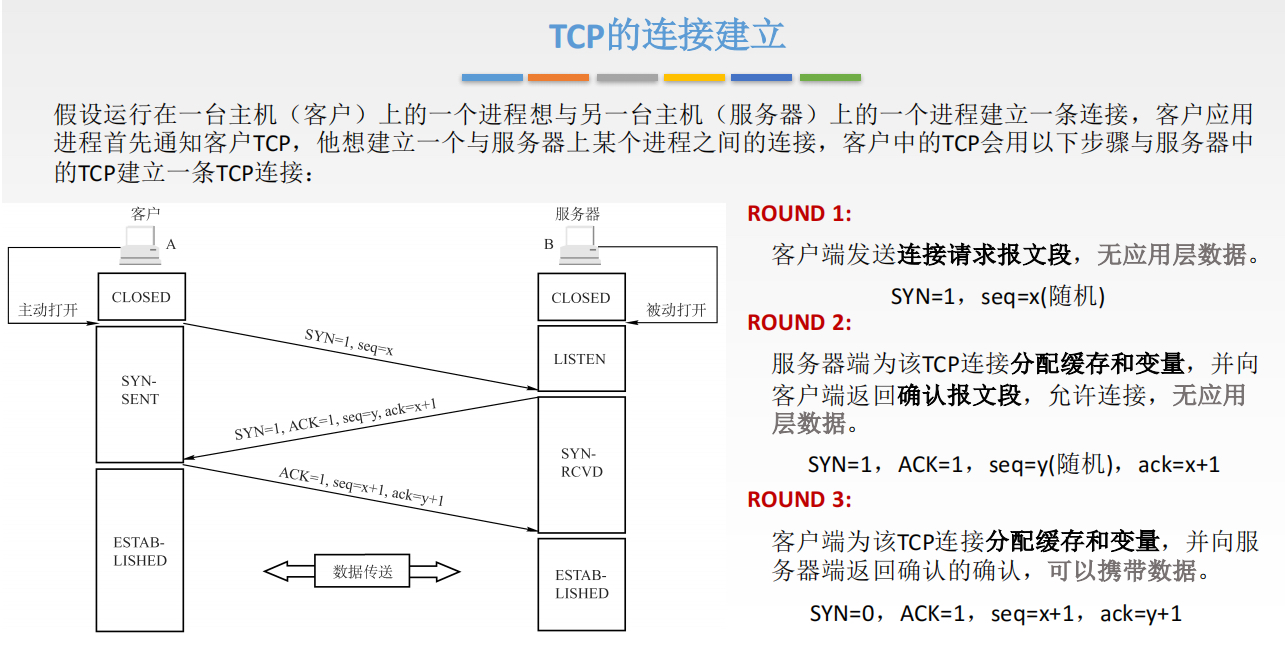 TCP的连接建立
假设运行在一台主机（客户）上的一个进程想与另一台主机（服务器）上的一个进程建立一条连接，客户应用
进程首先通知客户TCP，他想建立一个与服务器上某个进程之间的连接，客户中的TCP会用以下步骤与服务器中
的TCP建立一条TCP连接：
客户
A
服务器
B
主动打开
CLOSED
CLOSED
被动打开
SYN=1, seq=x
LISTEN
SYN-
SENT
SYN=1, ACK=1, seq=y, ack=x+1
SYN-
RCVD
ACK=1, seq=x+1, ack=y+1
ESTAB-
LISHED
数据传送
ESTAB-
LISHED
ROUND 1:
客户端发送连接请求报文段，无应用层数据。
SYN=1，seq=x(随机)
ROUND 2:
服务器端为该TCP连接分配缓存和变量，并向
客户端返回确认报文段，允许连接，无应用
层数据。
SYN=1，ACK=1，seq=y(随机)，ack=x+1
ROUND 3:
客户端为该TCP连接分配缓存和变量，并向服
务器端返回确认的确认，可以携带数据。
SYN=0，ACK=1，seq=x+1，ack=y+1